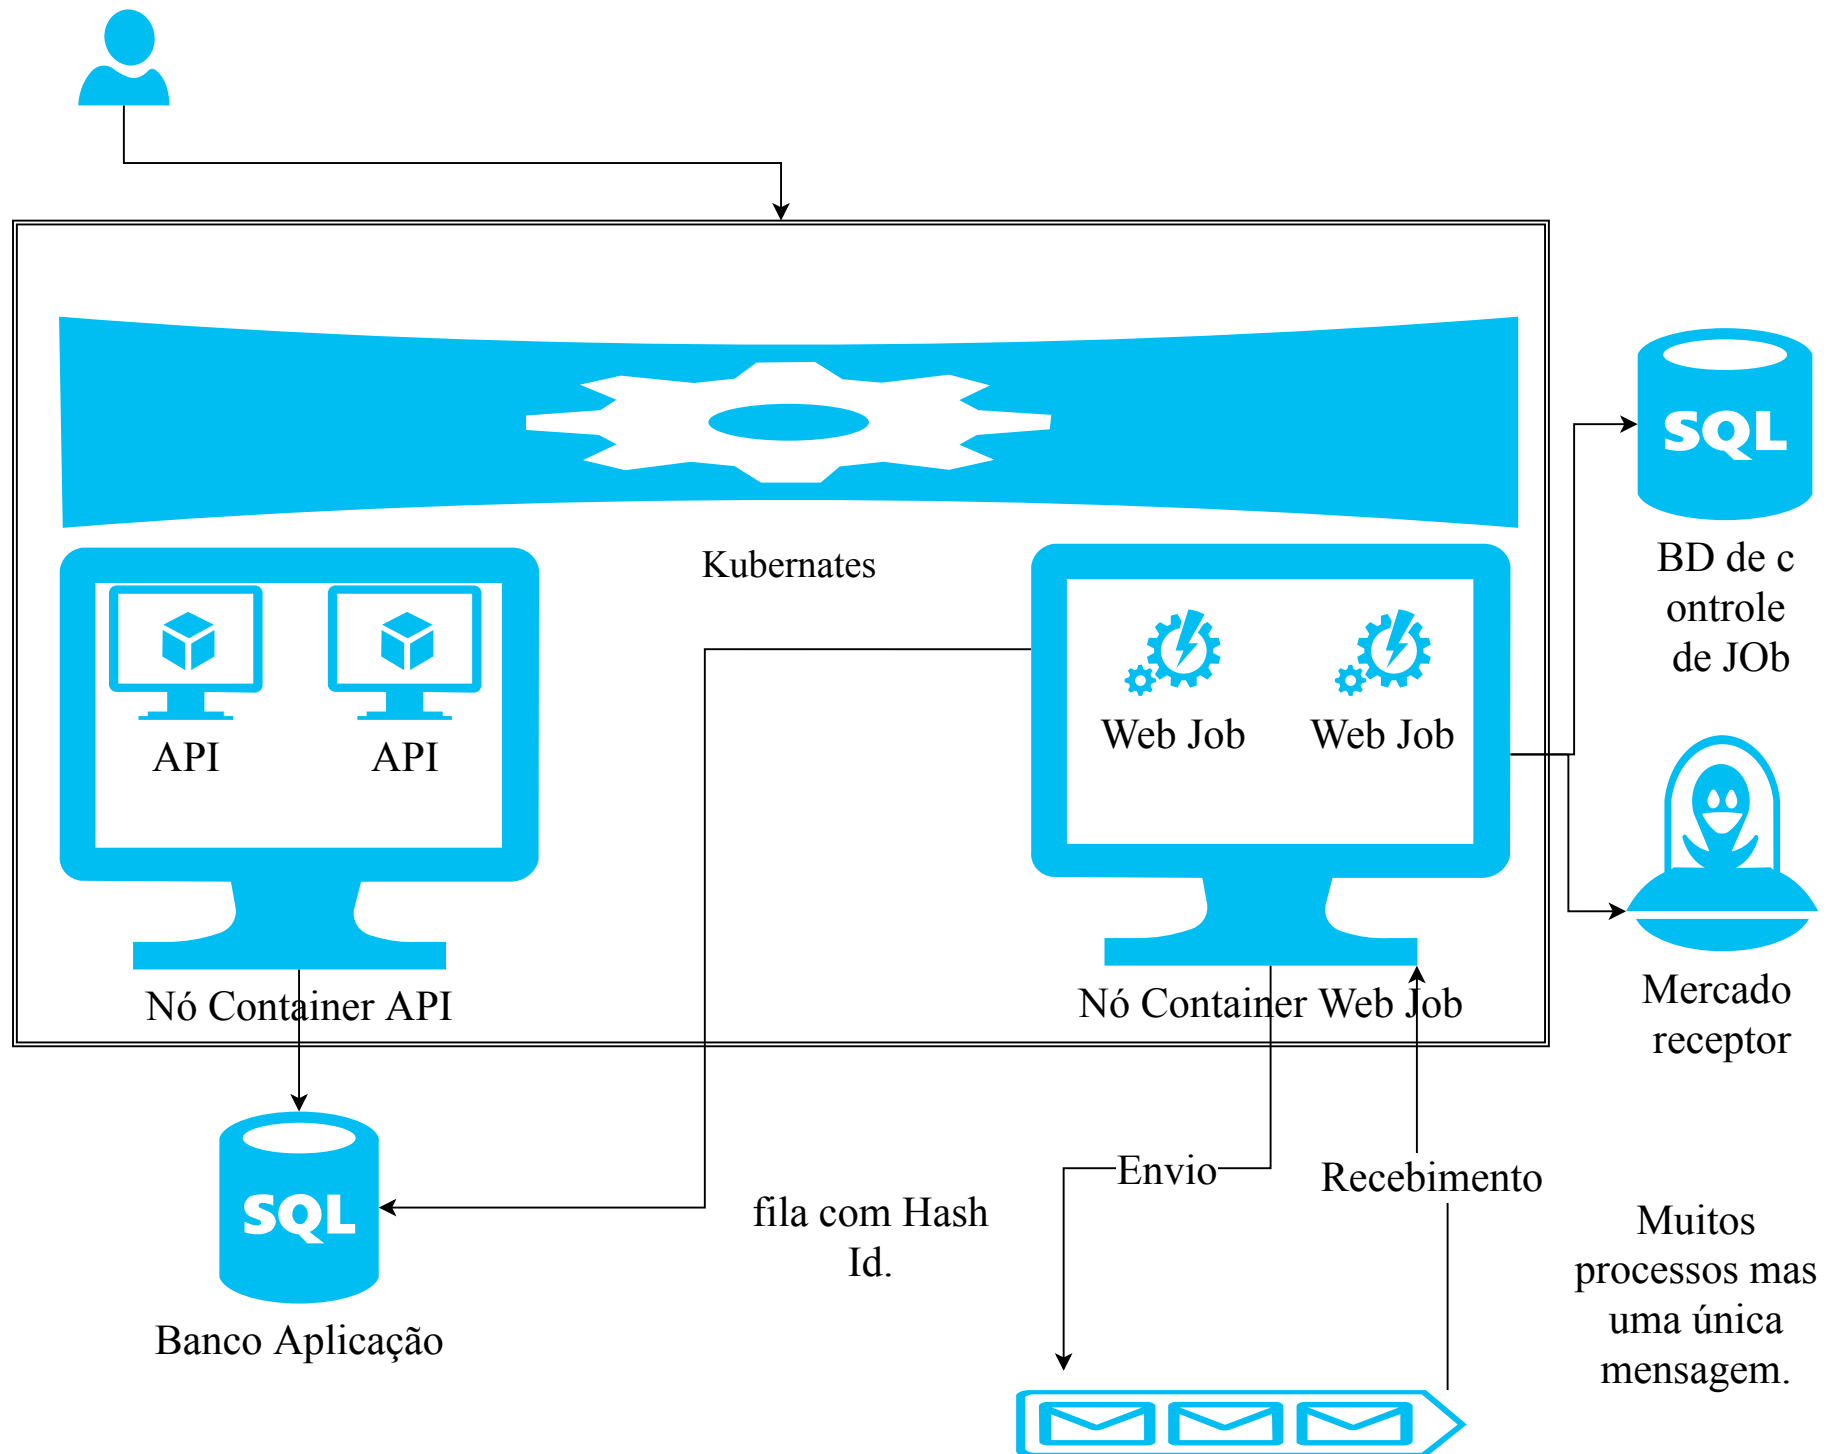 Kubernates
SQL
BD de c
ontrole
de JOb
API
API
Web Job
Web Job
Nó Container API
Nó Container Web Job
Mercado
receptor
SQL
Banco Aplicação
fila com Hash
Id.
Envio
Recebimento
Muitos
processos mas
uma única
mensagem.